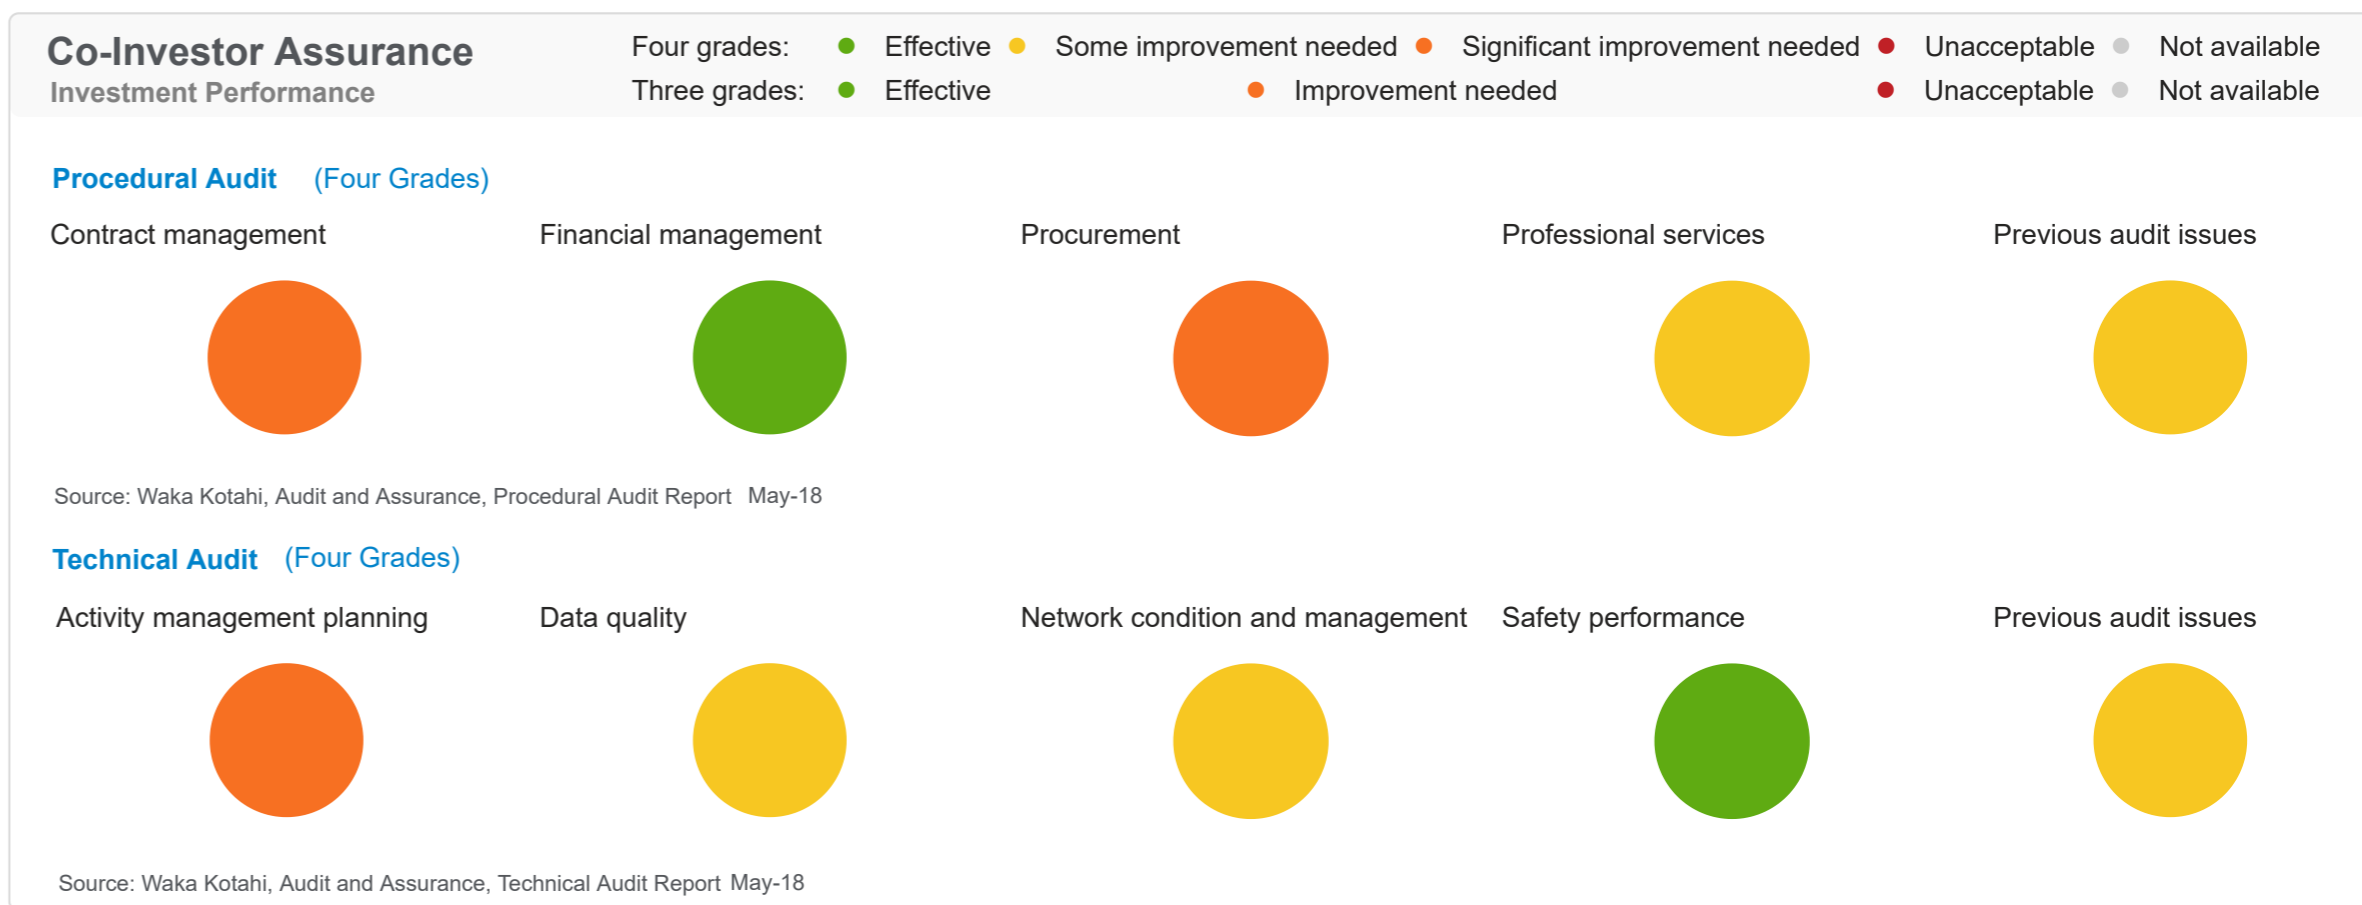 Co-Investor Assurance
Investment Performance
Four grades: Effective Some improvement needed Significant improvement needed Unacceptable Not available
Three grades: Effective Improvement needed Unacceptable Not available
Procedural Audit (Four Grades)
Contract management Financial management Procurement Professional services Previous audit issues
Source: Waka Kotahi, Audit and Assurance, Procedural Audit Report May-18
Technical Audit (Four Grades)
Activity management planning Data quality Network condition and management Safety performance Previous audit issues
Source: Waka Kotahi, Audit and Assurance, Technical Audit Report May-18